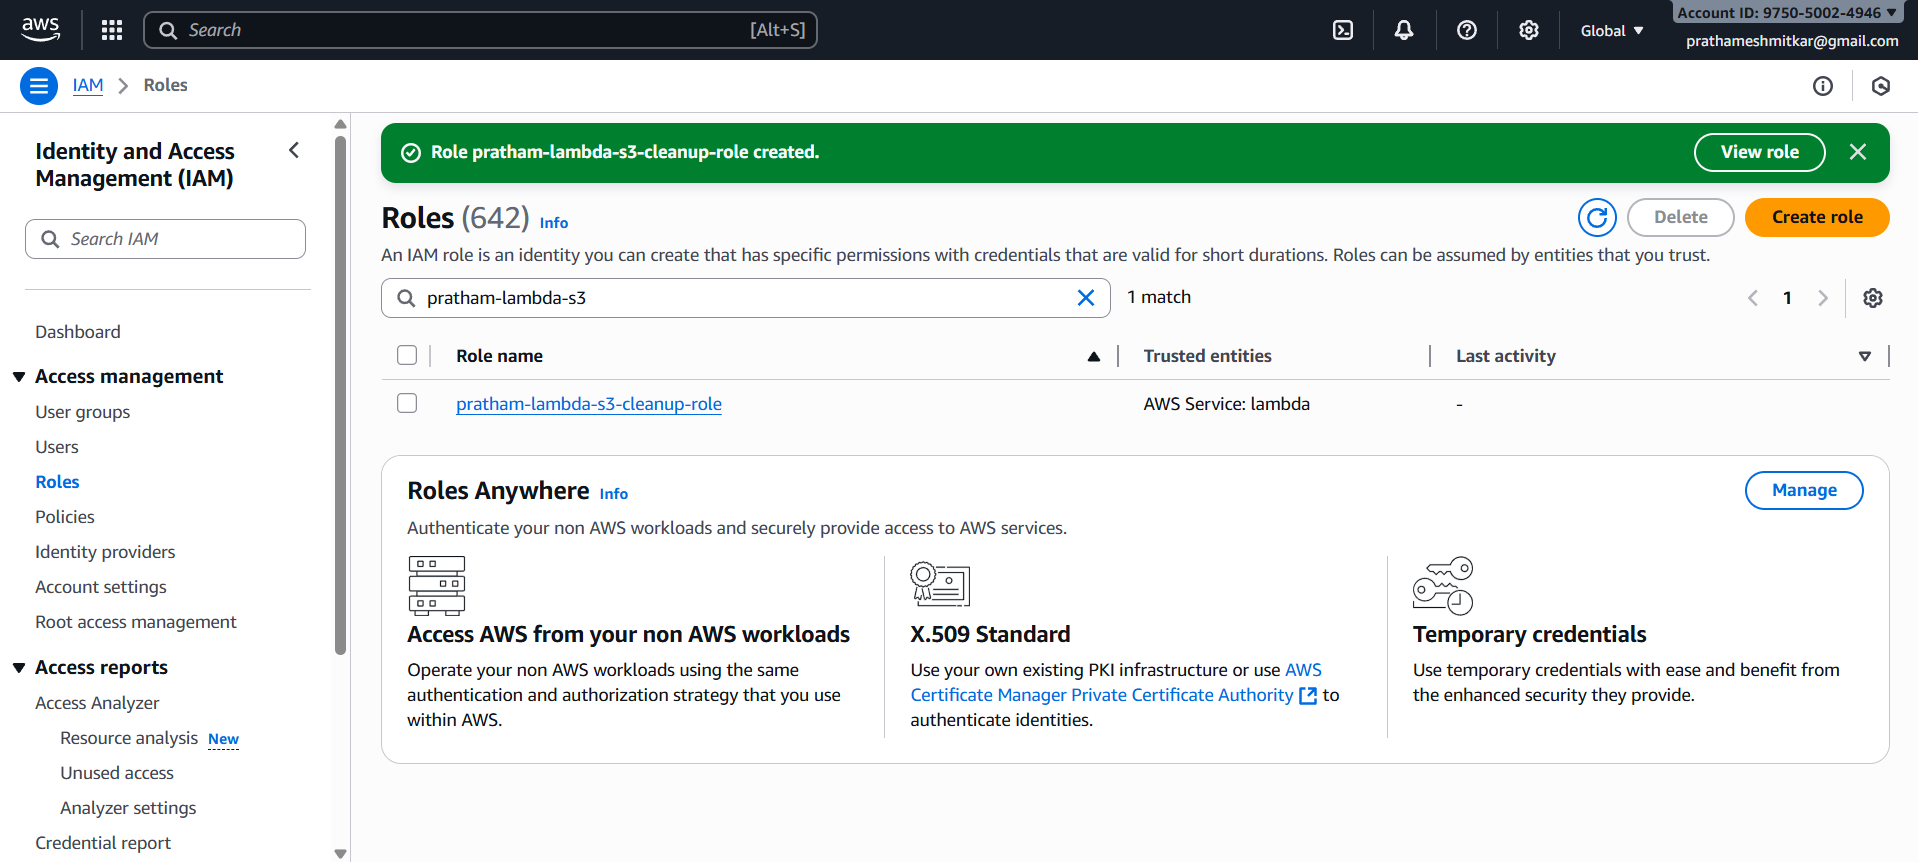 aws
Search [Alt+S]
Global
Account ID: 9750-5002-4946
prathameshmitkar@gmail.com
IAM Roles
Identity and Access Management (IAM)
Search IAM
Dashboard
Access management
User groups
Users
Roles
Policies
Identity providers
Account settings
Root access management
Access reports
Access Analyzer
Resource analysis New
Unused access
Analyzer settings
Credential report
Role pratham-lambda-s3-cleanup-role created.
View role
Roles (642) Info
Delete
Create role
An IAM role is an identity you can create that has specific permissions with credentials that are valid for short durations. Roles can be assumed by entities that you trust.
pratham-lambda-s3
1 match
1
Role name Trusted entities Last activity
pratham-lambda-s3-cleanup-role AWS Service: lambda -
Roles Anywhere Info
Manage
Authenticate your non AWS workloads and securely provide access to AWS services.
Access AWS from your non AWS workloads
Operate your non AWS workloads using the same
authentication and authorization strategy that you use
within AWS.
X.509 Standard
Use your own existing PKI infrastructure or use AWS
Certificate Manager Private Certificate Authority to
authenticate identities.
Temporary credentials
Use temporary credentials with ease and benefit from
the enhanced security they provide.